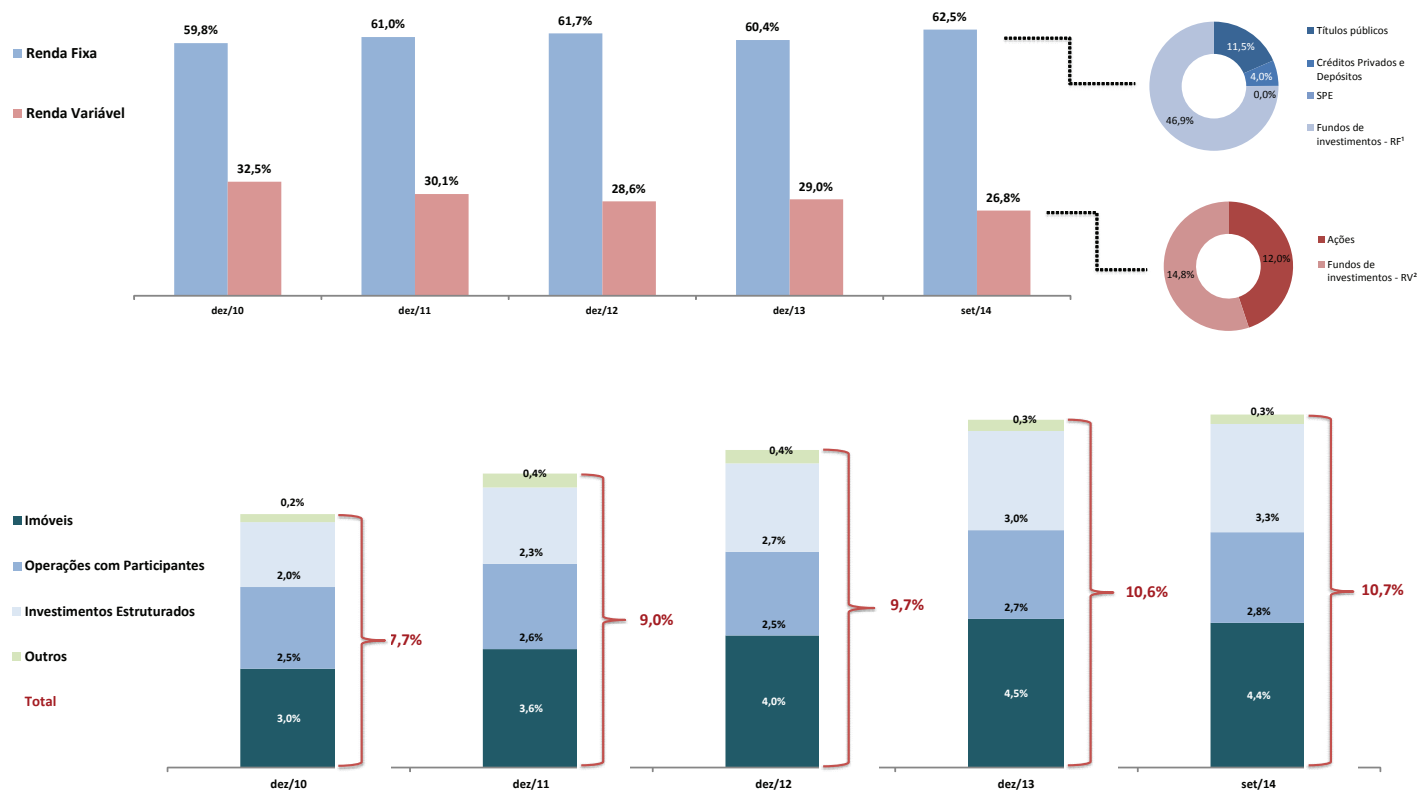 59,8%
61,0%
61,7%
60,4%
62,5%
Renda Fixa
Renda Variável
32,5%
30,1%
28,6%
29,0%
26,8%
dez/10
dez/11
dez/12
dez/13
set/14
11,5%
4,0%
0,0%
46,9%
Títulos públicos
Créditos Privados e
Depósitos
SPE
Fundos de
investimentos - RF¹
12,0%
14,8%
Ações
Fundos de
investimentos - RV²
Imóveis
Operações com Participantes
Investimentos Estruturados
Outros
Total
0,2%
2,0%
2,5%
3,0%
7,7%
0,4%
2,3%
2,6%
3,6%
9,0%
0,4%
2,7%
2,5%
4,0%
9,7%
0,3%
3,0%
2,7%
4,5%
10,6%
0,3%
3,3%
2,8%
4,4%
10,7%
dez/10
dez/11
dez/12
dez/13
set/14